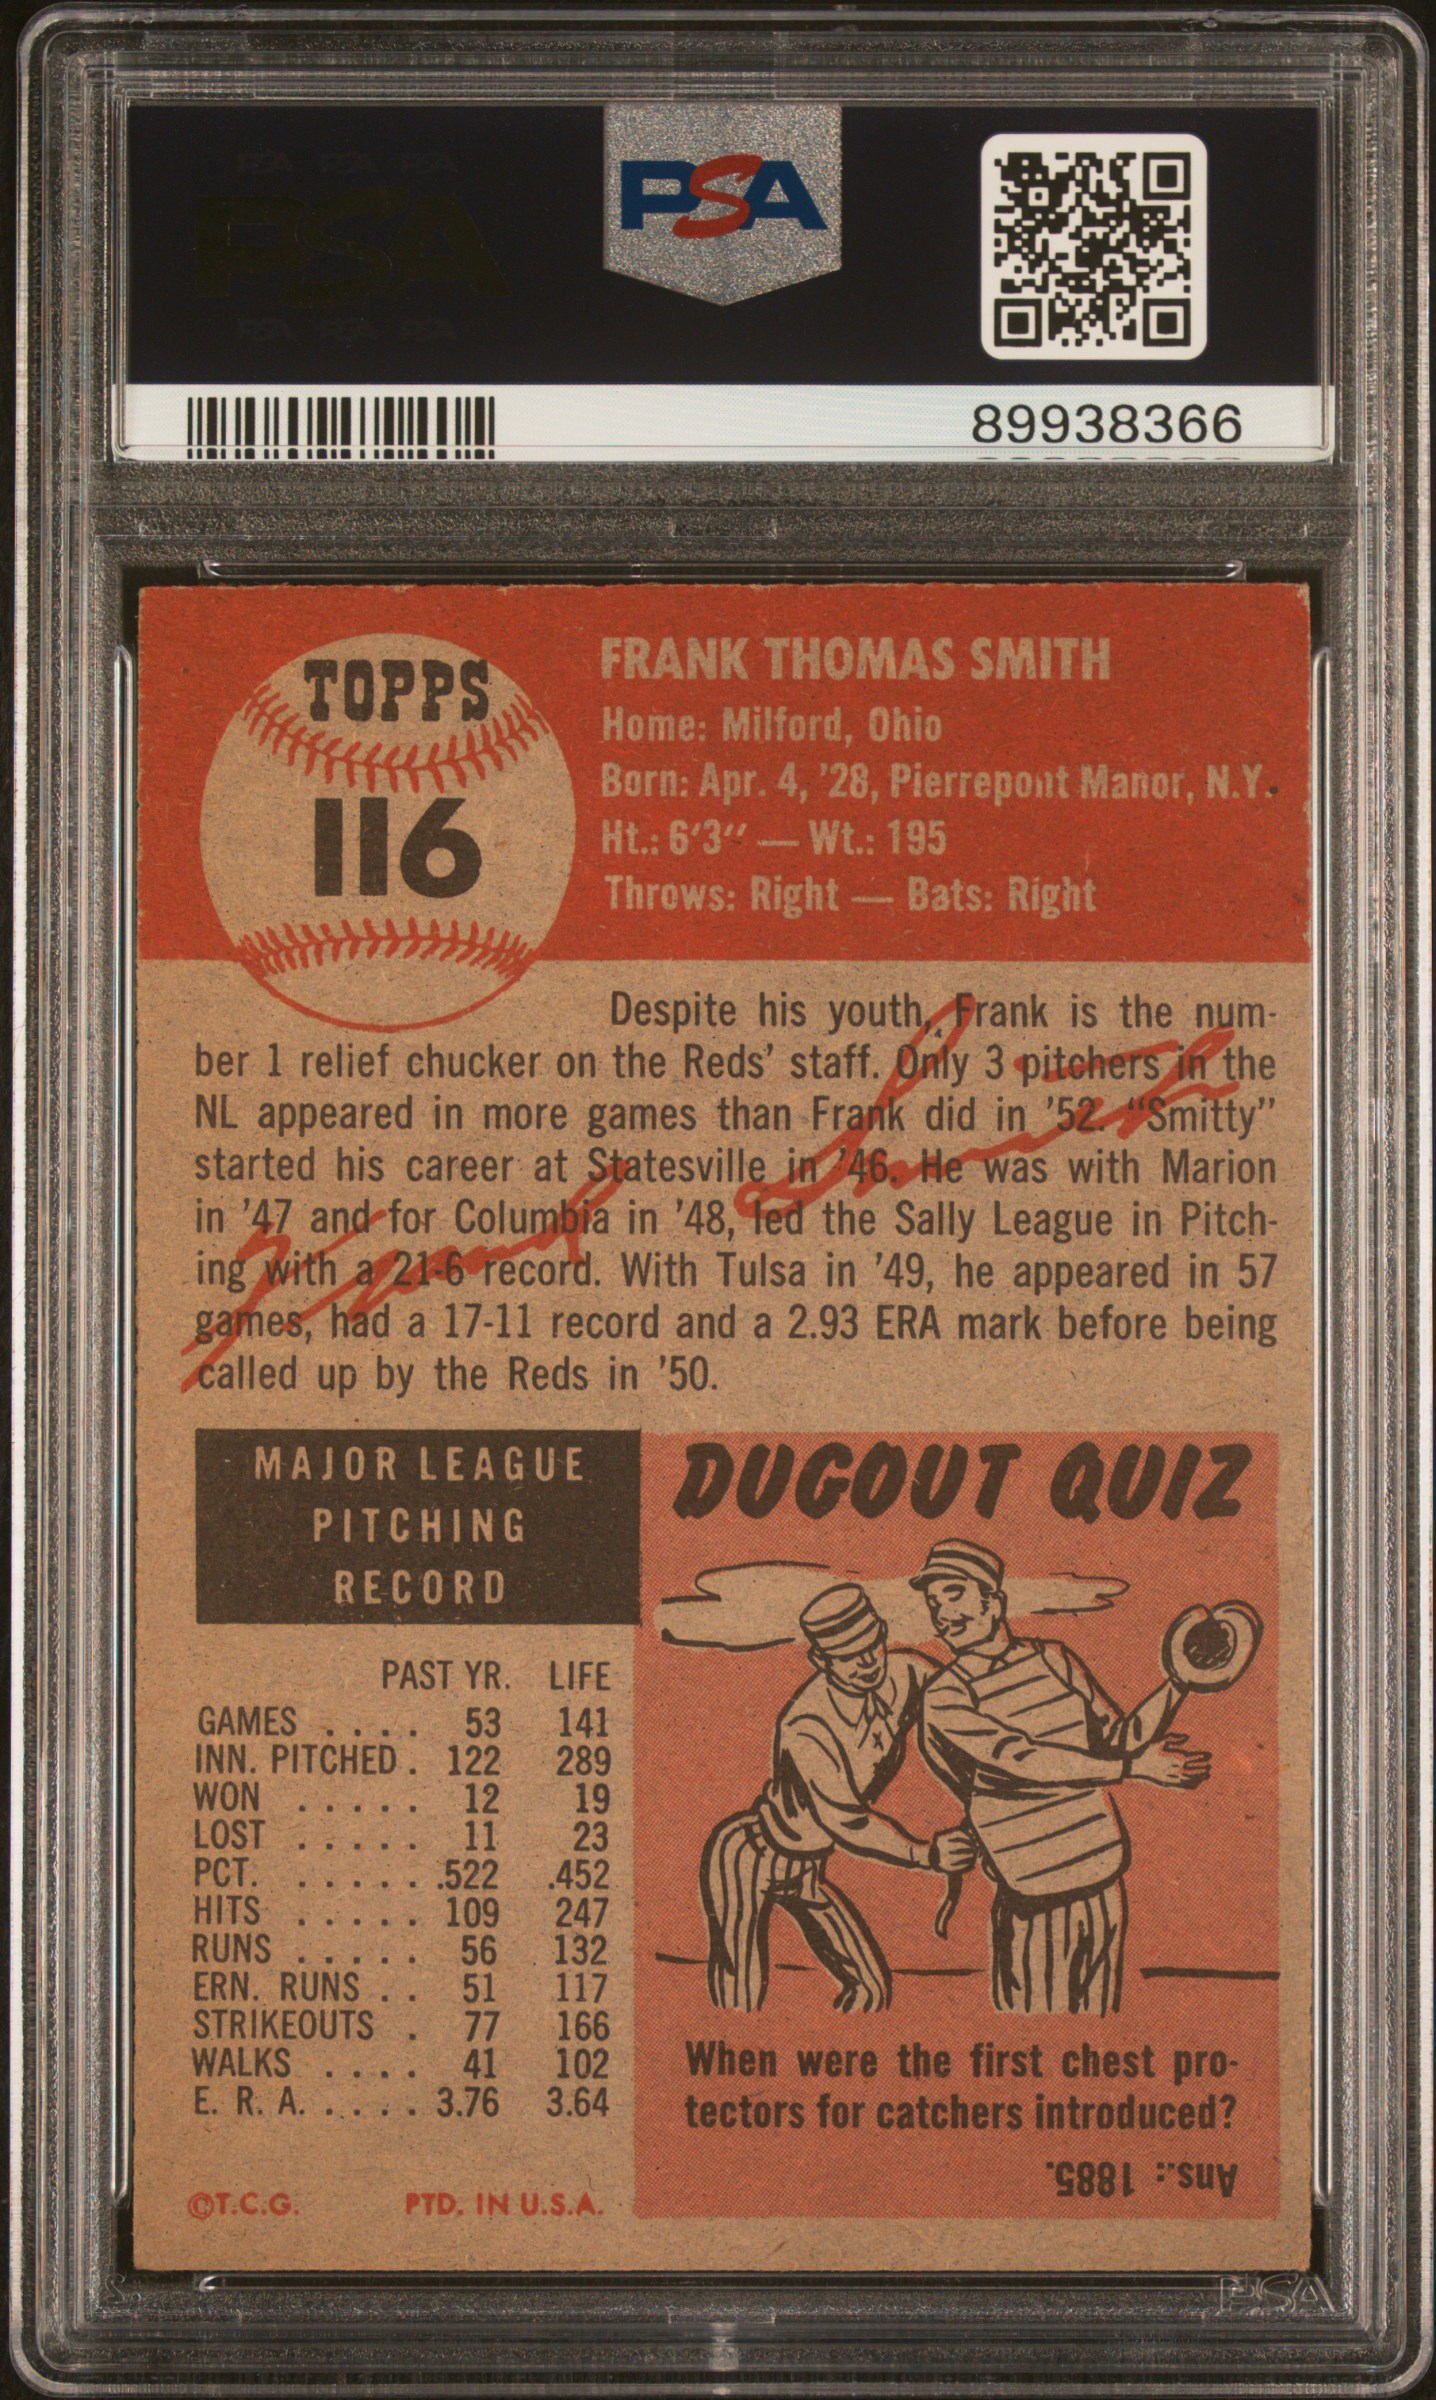 PSA
89938366
TOPPS
116
FRANK THOMAS SMITH
Home: Milford, Ohio
Born: Apr. 4, '28, Pierrepont Manor, N.Y.
Ht.: 6'3" — Wt.: 195
Throws: Right — Bats: Right
Despite his youth, Frank is the num-
ber 1 relief chucker on the Reds' staff. Only 3 pitchers in the
NL appeared in more games than Frank did in '52. "Smitty"
started his career at Statesville in '46. He was with Marion
in '47 and for Columbia in '48, led the Sally League in Pitch-
ing with a 21-6 record. With Tulsa in '49, he appeared in 57
games, had a 17-11 record and a 2.93 ERA mark before being
called up by the Reds in '50.
Frank Smith
MAJOR LEAGUE
PITCHING
RECORD
PAST YR. LIFE
GAMES . . . . 53 141
INN. PITCHED . 122 289
WON . . . . . 12 19
LOST . . . . . 11 23
PCT. . . . . . .522 .452
HITS . . . . . 109 247
RUNS . . . . . 56 132
ERN. RUNS . . 51 117
STRIKEOUTS . 77 166
WALKS . . . . 41 102
E. R. A. . . . . . 3.76 3.64
©T.C.G. PTD. IN U.S.A.
DUGOUT QUIZ
When were the first chest pro-
tectors for catchers introduced?
Ans.: 1885.
PSA